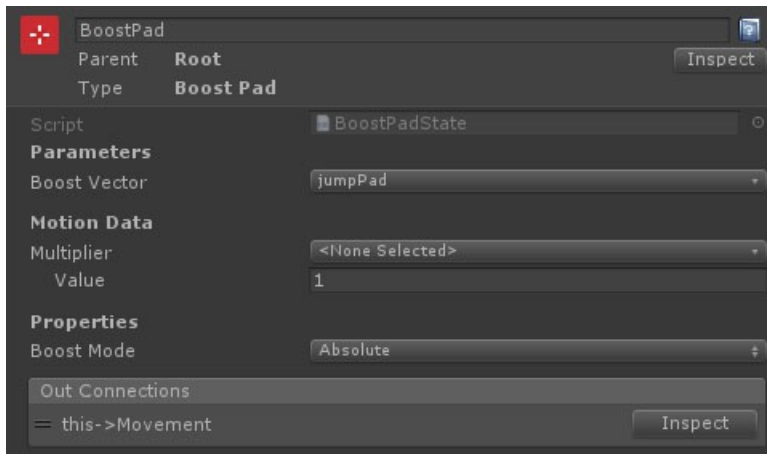 BoostPad
Parent Root
Inspect
Type Boost Pad
Script BoostPadState
Parameters
Boost Vector jumpPad
Motion Data
Multiplier <None Selected>
Value 1
Properties
Boost Mode Absolute
Out Connections
this->Movement Inspect